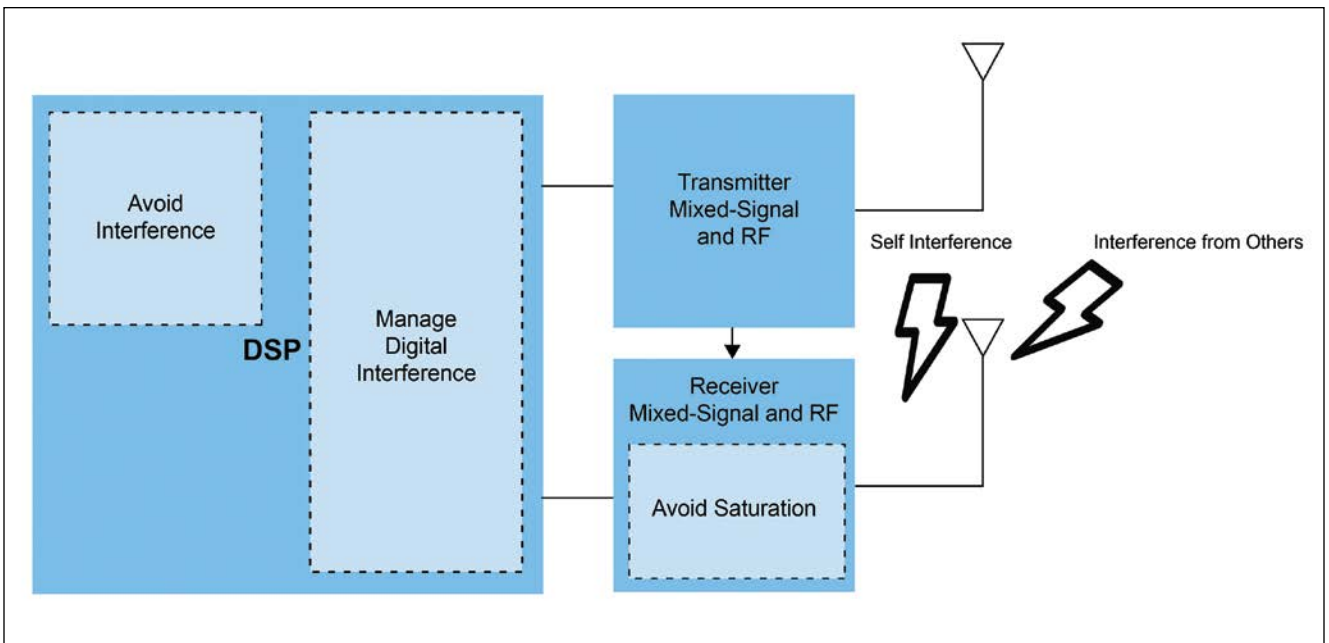 Avoid
Interference
DSP
Manage
Digital
Interference
Transmitter
Mixed-Signal
and RF
Receiver
Mixed-Signal and RF
Avoid Saturation
Self Interference
Interference from Others